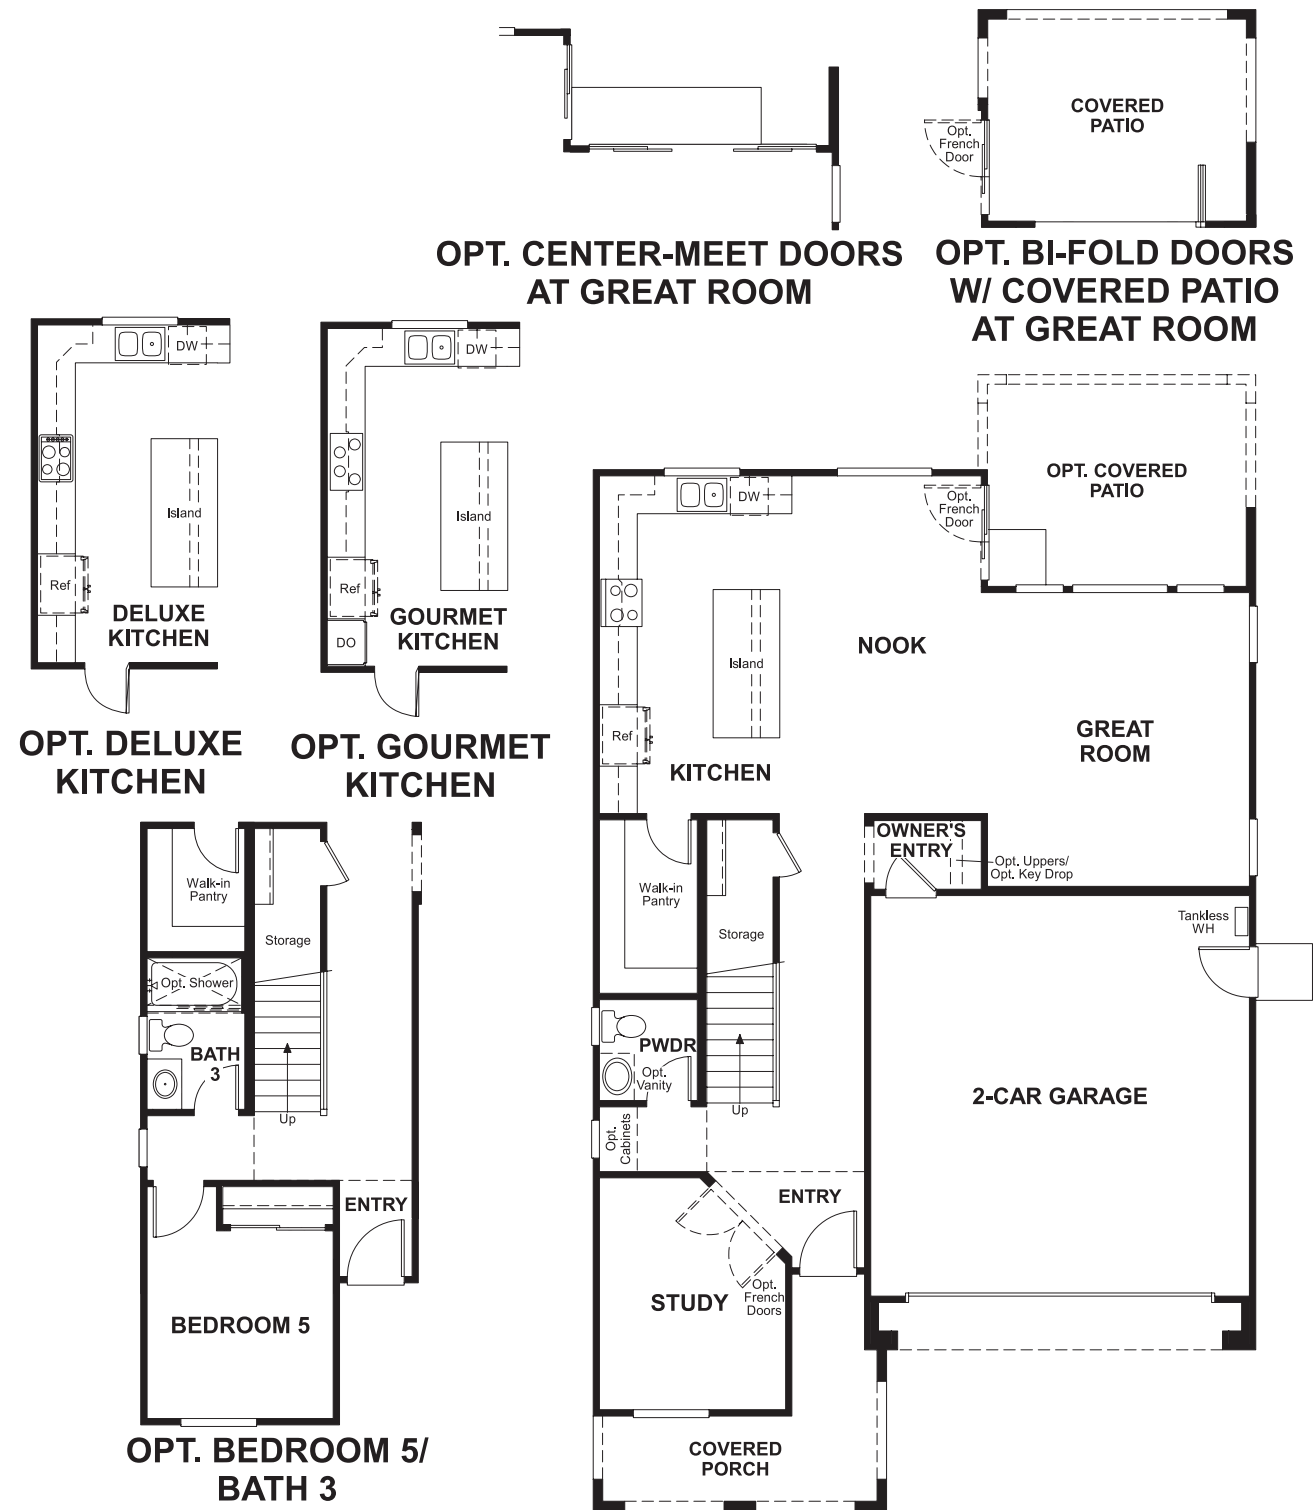 COVERED
PATIO
Opt.
French
Door
OPT. CENTER-MEET DOORS
AT GREAT ROOM
OPT. BI-FOLD DOORS
W/ COVERED PATIO
AT GREAT ROOM
DW
Island
Ref
DELUXE
KITCHEN
OPT. DELUXE
KITCHEN
DW
Island
Ref
DO
GOURMET
KITCHEN
OPT. GOURMET
KITCHEN
OPT. COVERED
PATIO
Opt.
French
Door
DW
NOOK
Island
Ref
KITCHEN
GREAT
ROOM
OWNER'S
ENTRY
Opt. Uppers/
Opt. Key Drop
Walk-in
Pantry
Storage
Tankless
WH
PWDR
Opt.
Vanity
Up
Opt.
Cabinets
2-CAR GARAGE
ENTRY
STUDY
Opt.
French
Doors
COVERED
PORCH
Walk-in
Pantry
Storage
Opt. Shower
BATH
3
Up
ENTRY
BEDROOM 5
OPT. BEDROOM 5/
BATH 3